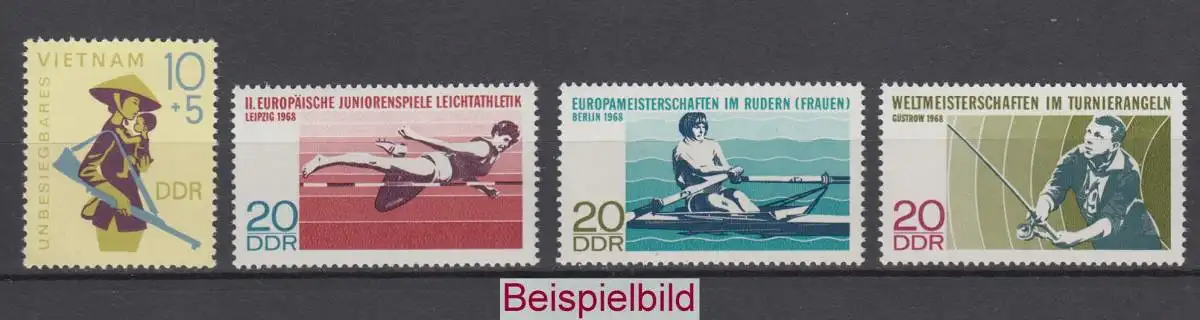 UNBESIEGBARES
VIETNAM
10
+5
DDR
II. EUROPÄISCHE JUNIORENSPIELE LEICHTATHLETIK
LEIPZIG 1968
20
DDR
EUROPAMEISTERSCHAFTEN IM RUDERN (FRAUEN)
BERLIN 1968
20
DDR
WELTMEISTERSCHAFTEN IM TURNIERANGELN
GÜSTROW 1968
20
DDR
Beispielbild